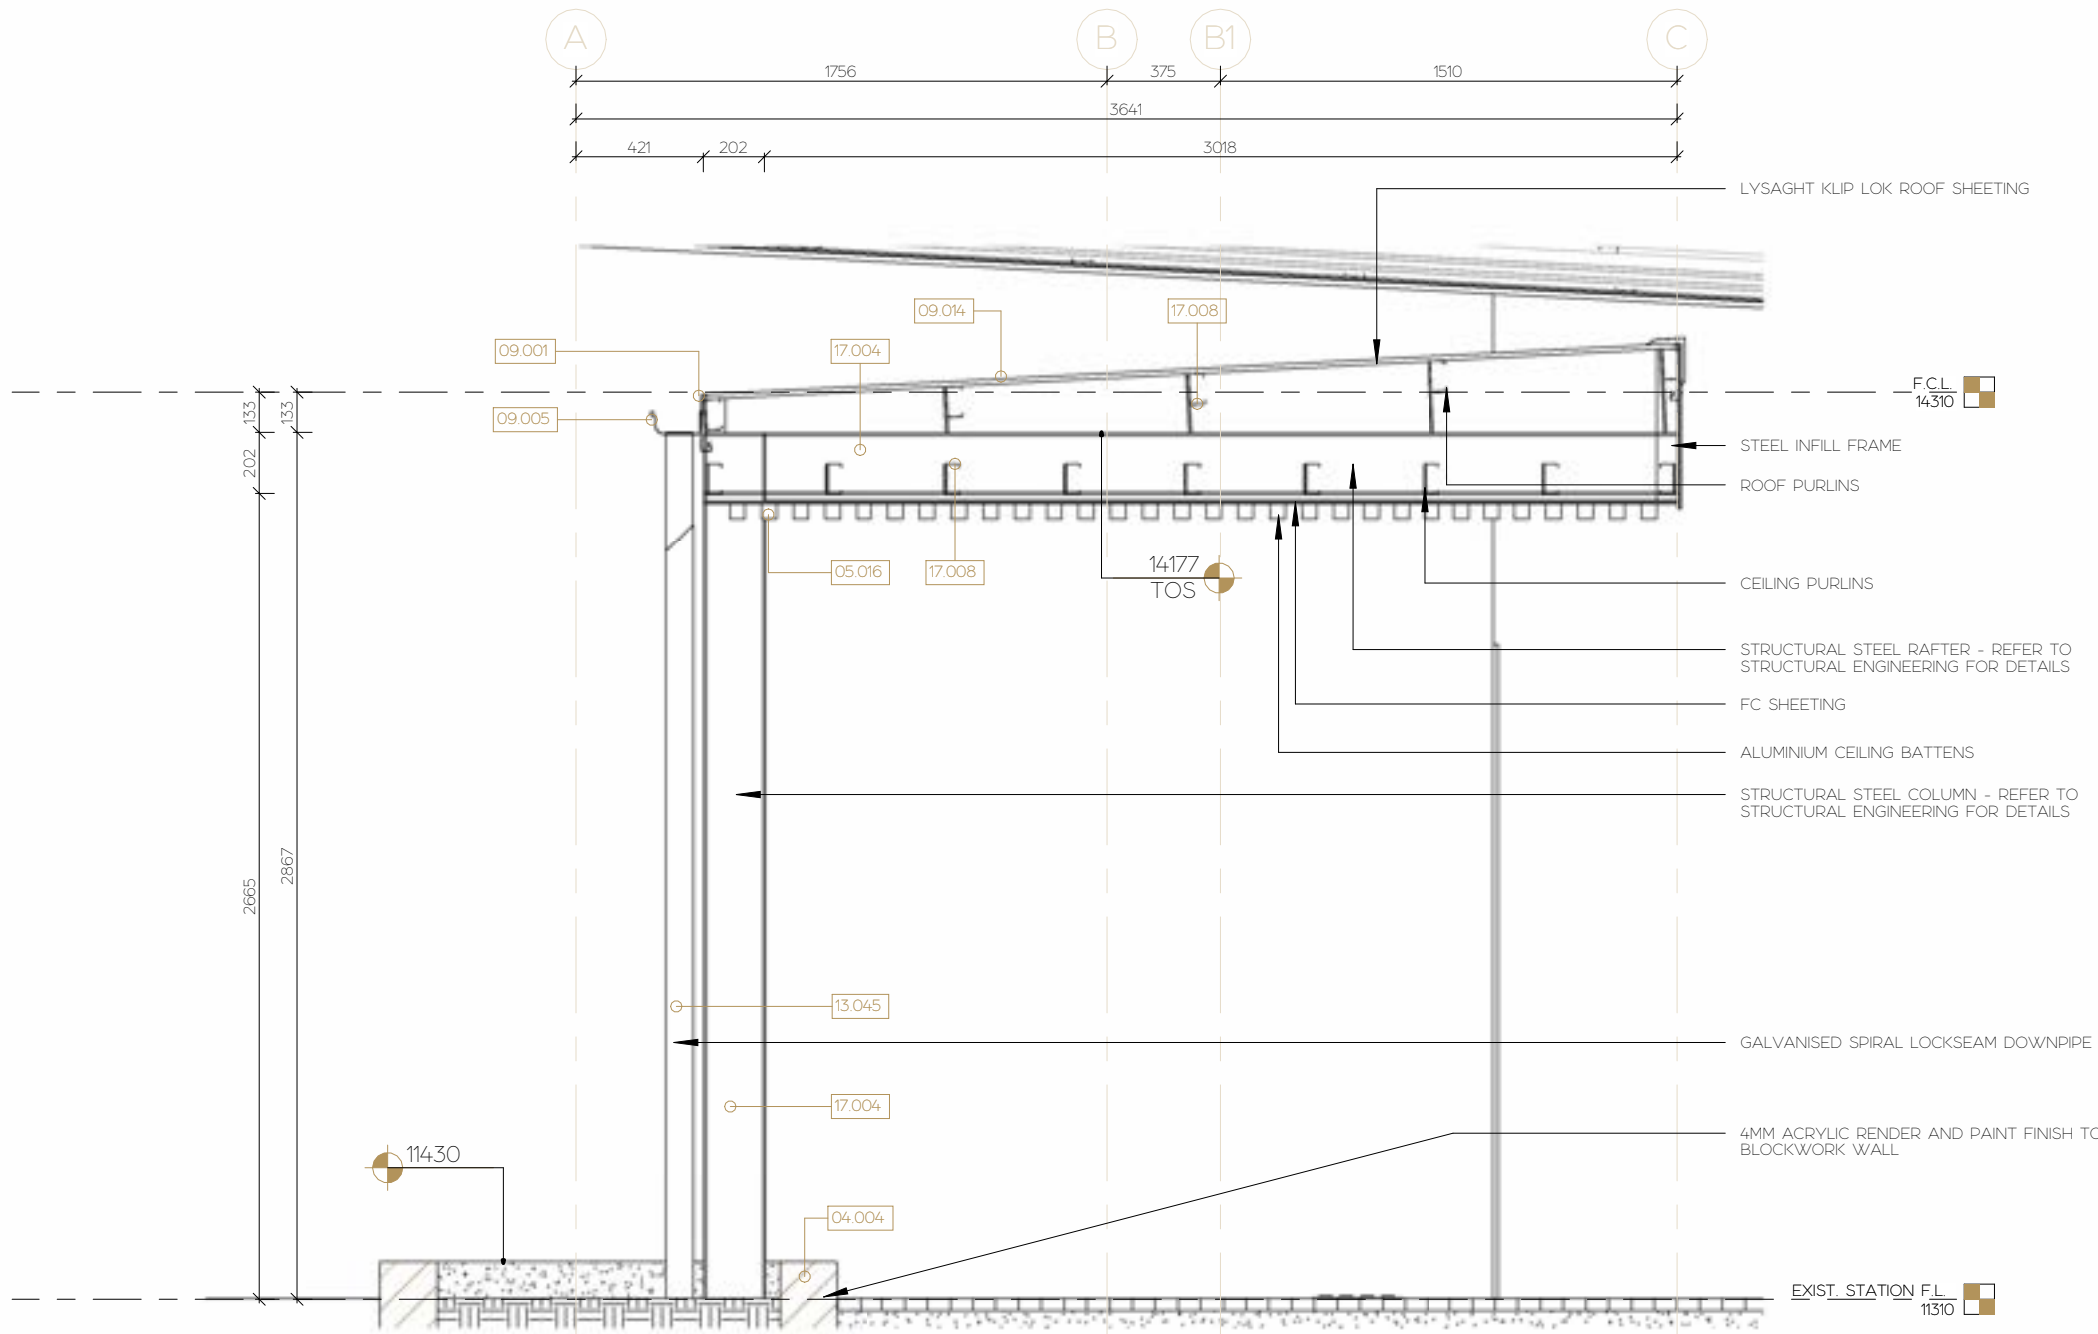 A B B1 C
1756 375 1510
3641
421 202 3018
LYSAGHT KLIP LOK ROOF SHEETING
09.014 17.008
09.001 17.004
F.C.L.
14310
133 133
09.005
STEEL INFILL FRAME
202
ROOF PURLINS
14177
TOS
05.016 17.008
CEILING PURLINS
STRUCTURAL STEEL RAFTER - REFER TO
STRUCTURAL ENGINEERING FOR DETAILS
FC SHEETING
ALUMINIUM CEILING BATTENS
STRUCTURAL STEEL COLUMN - REFER TO
STRUCTURAL ENGINEERING FOR DETAILS
2665 2867
13.045
GALVANISED SPIRAL LOCKSEAM DOWNPIPE
17.004
4MM ACRYLIC RENDER AND PAINT FINISH TO
BLOCKWORK WALL
11430
04.004
EXIST. STATION F.L.
11310